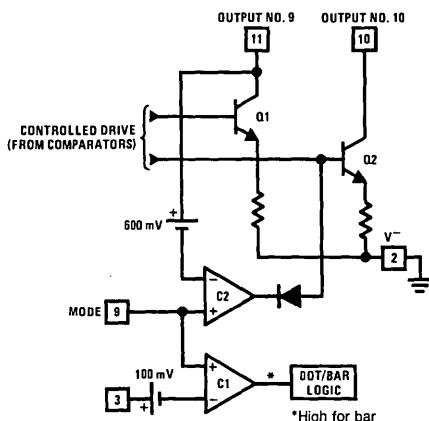 OUTPUT NO. 9
OUTPUT NO. 10
11
10
Q1
CONTROLLED DRIVE
(FROM COMPARATORS)
Q2
+
600 mV
V−
2
−
C2
+
MODE
9
100 mV
+
C1
*
DOT/BAR
LOGIC
3
+
−
*High for bar